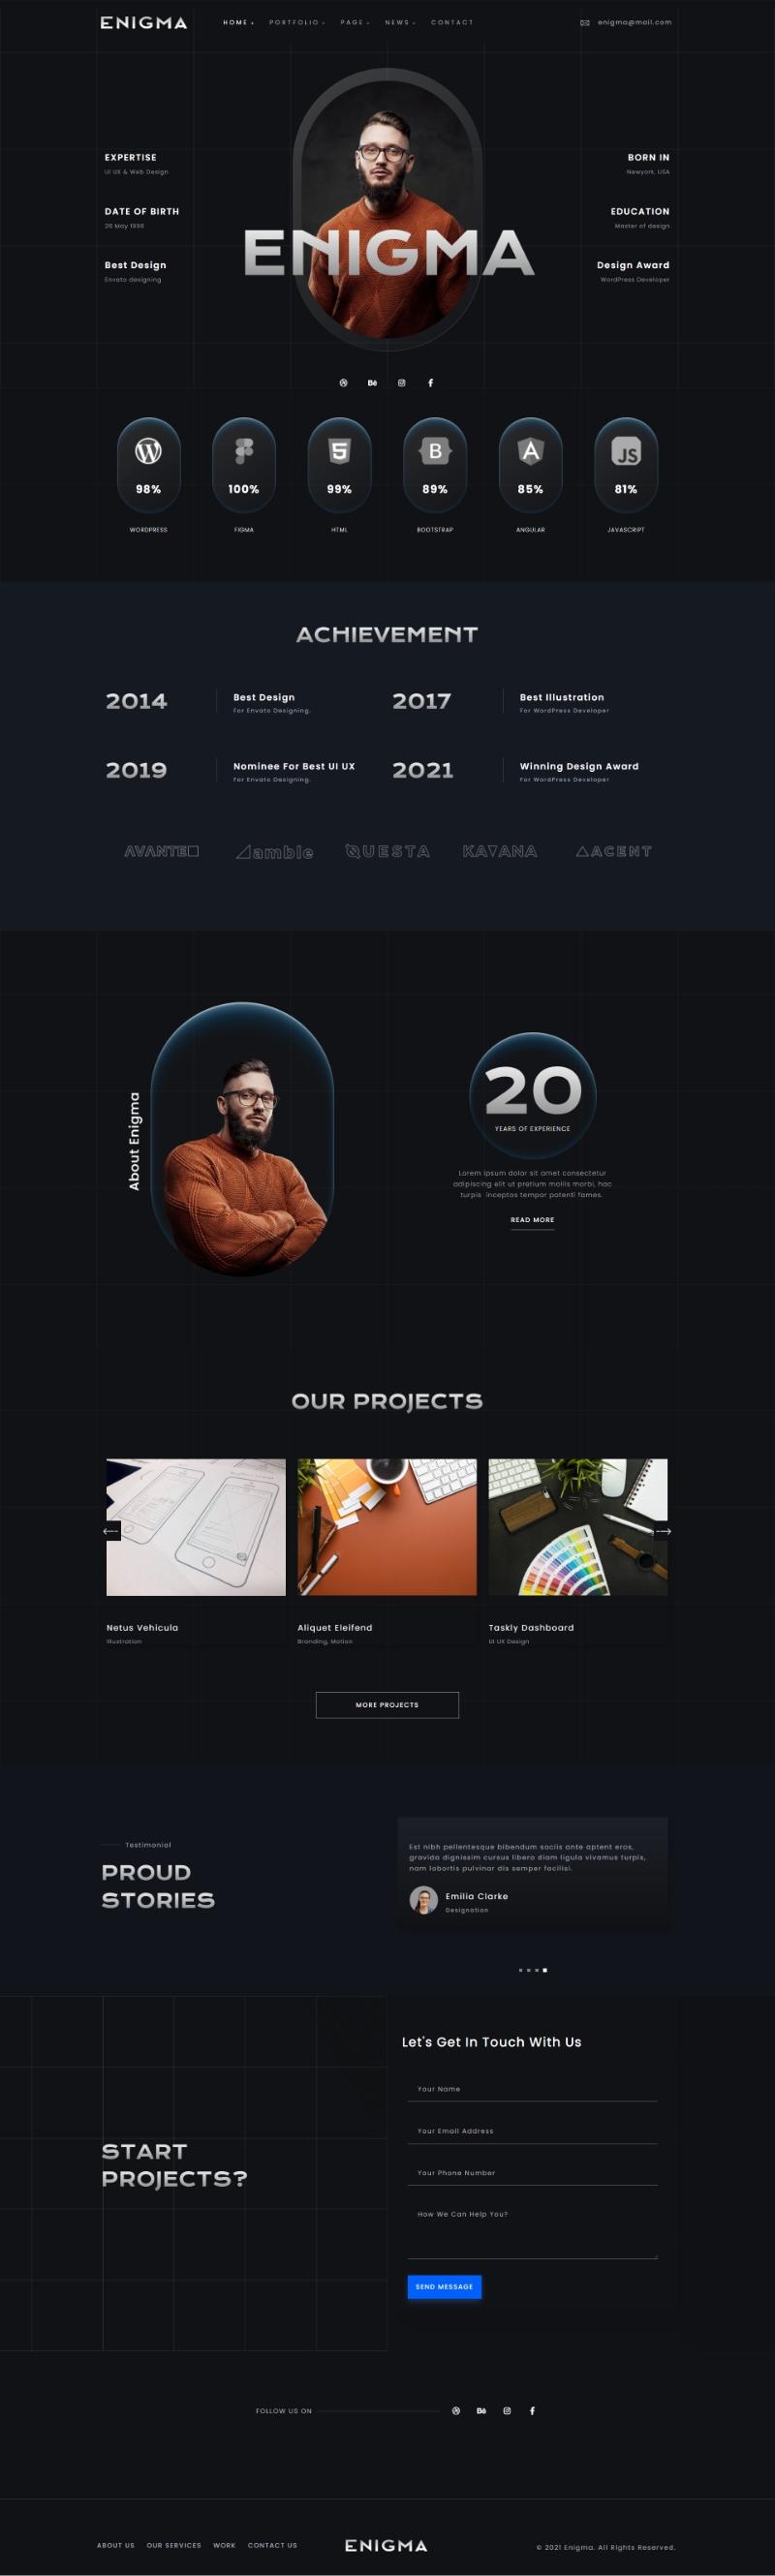 ENIGMA
HOME PORTFOLIO PAGE NEWS CONTACT
enigma@mail.com
EXPERTISE
UI UX & Web Design
DATE OF BIRTH
26 May 1998
Best Design
Envato designing
BORN IN
Newyork, USA
EDUCATION
Master of design
Design Award
WordPress Developer
ENIGMA
Bē
98%
WORDPRESS
100%
FIGMA
5
99%
HTML
B
89%
BOOTSTRAP
A
85%
ANGULAR
JS
81%
JAVASCRIPT
ACHIEVEMENT
2014
Best Design
For Envato Designing.
2017
Best Illustration
For WordPress Developer
2019
Nominee For Best UI UX
For Envato Designing.
2021
Winning Design Award
For WordPress Developer
AVANTE
amble
QUESTA
KAVANA
ACENT
About Enigma
20
YEARS OF EXPERIENCE
Lorem ipsum dolor sit amet consectetur
adipiscing elit ut pretium mollis morbi, hac
turpis inceptos tempor potenti fames.
READ MORE
OUR PROJECTS
Netus Vehicula
Illustration
Aliquet Eleifend
Branding, Motion
Taskly Dashboard
UI UX Design
MORE PROJECTS
Testimonial
PROUD
STORIES
Est nibh pellentesque bibendum sociis ante aptent eros,
gravida dignissim cursus libero diam ligula vivamus turpis,
nam lobortis pulvinar dis semper facilisi.
Emilia Clarke
Designation
START
PROJECTS?
Let's Get In Touch With Us
Your Name
Your Email Address
Your Phone Number
How We Can Help You?
SEND MESSAGE
FOLLOW US ON
Bē
ABOUT US OUR SERVICES WORK CONTACT US
ENIGMA
© 2021 Enigma. All Rights Reserved.